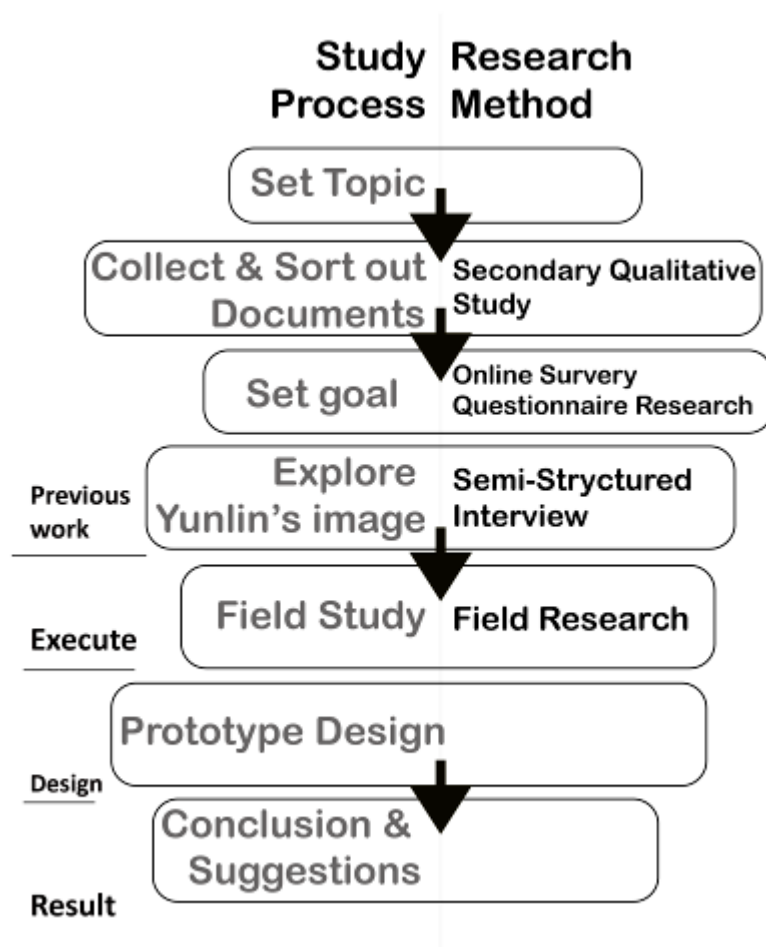 Study Research
Process Method
Set Topic
Collect & Sort out
Documents
Secondary Qualitative
Study
Set goal
Online Survery
Questionnaire Research
Previous
work
Explore
Yunlin’s image
Semi-Stryctured
Interview
Execute
Field Study
Field Research
Design
Prototype Design
Result
Conclusion &
Suggestions